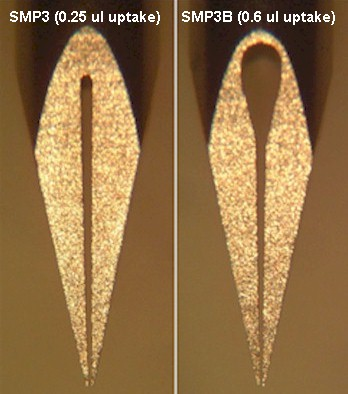 SMP3 (0.25 ul uptake)
SMP3B (0.6 ul uptake)